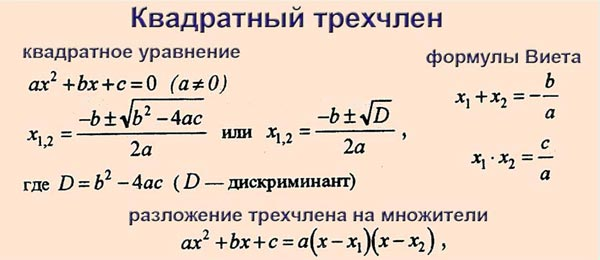 Квадратный трехчлен
квадратное уравнение
ax² + bx + c = 0 (a ≠ 0)
x₁,₂ = (−b ± √(b² − 4ac)) / 2a или x₁,₂ = (−b ± √D) / 2a ,
где D = b² − 4ac ( D — дискриминант)
формулы Виета
x₁ + x₂ = − b/a
x₁ · x₂ = c/a
разложение трехчлена на множители
ax² + bx + c = a(x − x₁)(x − x₂) ,